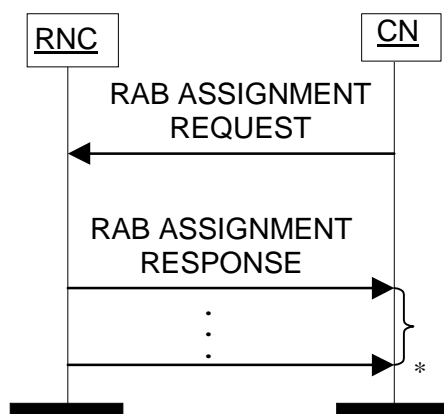 RNC
CN
RAB ASSIGNMENT
REQUEST
RAB ASSIGNMENT
RESPONSE
.
.
.
*